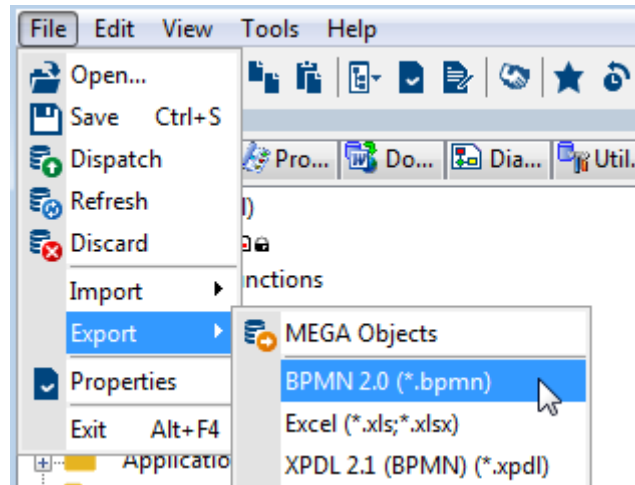 File Edit View Tools Help
Open...
Save Ctrl+S
Dispatch
Pro... Do... Dia... Util.
Refresh
l)
Discard
nctions
Import
Export
MEGA Objects
Properties
BPMN 2.0 (*.bpmn)
Exit Alt+F4
Excel (*.xls;*.xlsx)
Applicatio
XPDL 2.1 (BPMN) (*.xpdl)